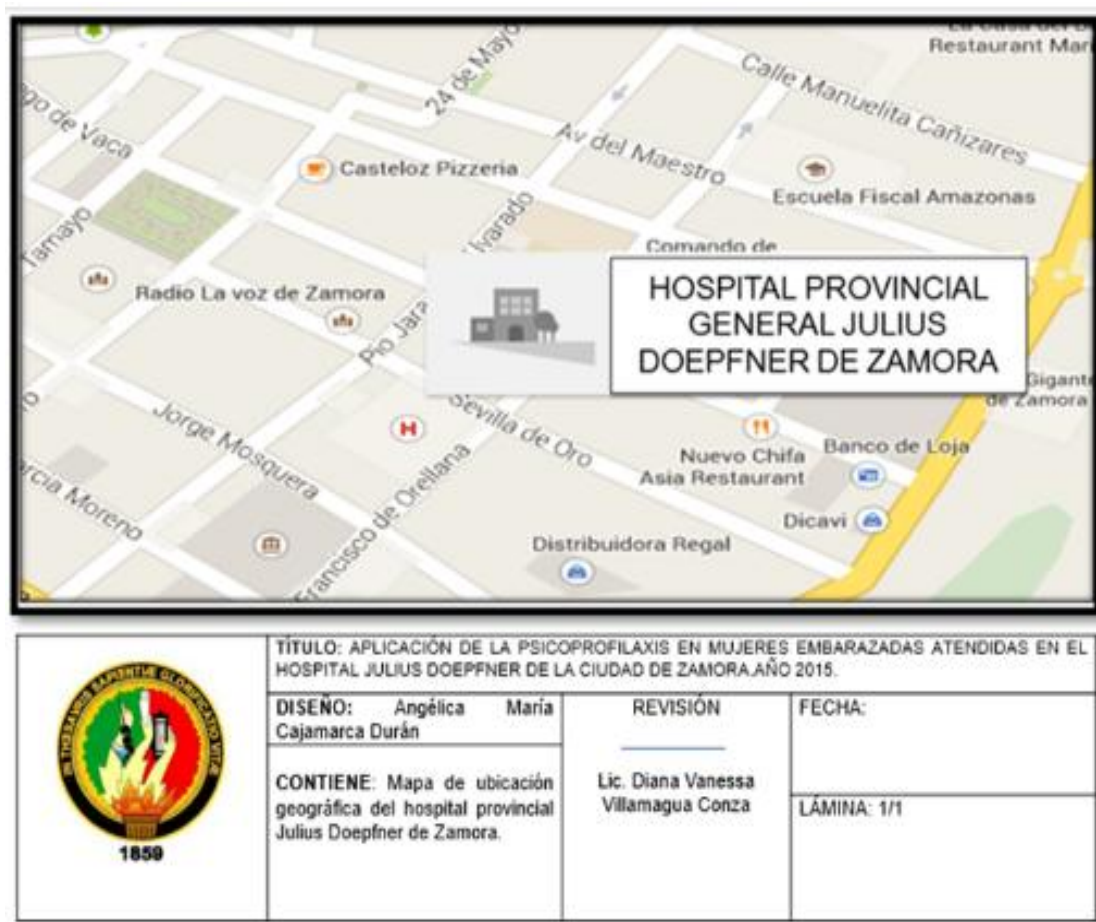 Restaurant
24 de Mayo
Calle Manuelita Cañizares
de Vaca
Av del Maestro
Casteloz Pizzeria
Escuela Fiscal Amazonas
Tamayo
Comando de
Radio La voz de Zamora
Pio Jara
HOSPITAL PROVINCIAL
GENERAL JULIUS
DOEPFNER DE ZAMORA
de Zamora
Jorge Mosquera
H
Sevilla de Oro
Nuevo Chifa
Asia Restaurant
Banco de Loja
Moreno
Francisco de Orellana
Dicavi
Distribuidora Regal
TÍTULO: APLICACIÓN DE LA PSICOPROFILAXIS EN MUJERES EMBARAZADAS ATENDIDAS EN EL
HOSPITAL JULIUS DOEPFNER DE LA CIUDAD DE ZAMORA.AÑO 2015.
IN THESAURIS SAPIENTIVE GLORIFICATIO VITÆ
1859
DISEÑO: Angélica María
Cajamarca Durán
CONTIENE: Mapa de ubicación
geográfica del hospital provincial
Julius Doepfner de Zamora.
REVISIÓN
Lic. Diana Vanessa
Villamagua Conza
FECHA:
LÁMINA: 1/1